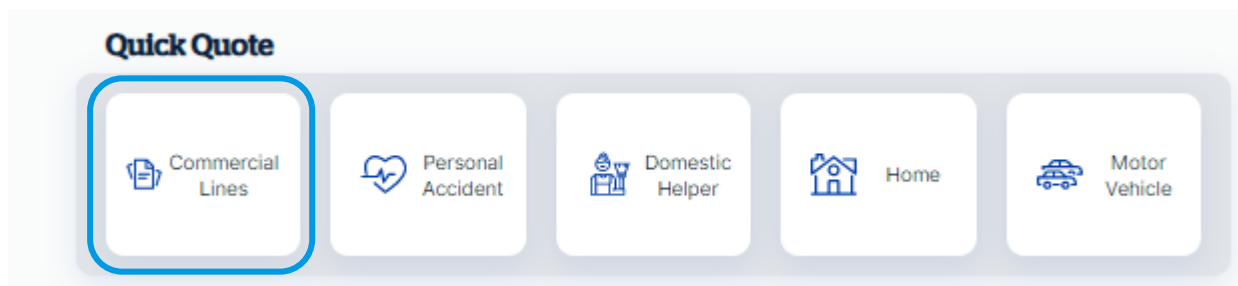 Quick Quote
Commercial
Lines
Personal
Accident
Domestic
Helper
Home
Motor
Vehicle